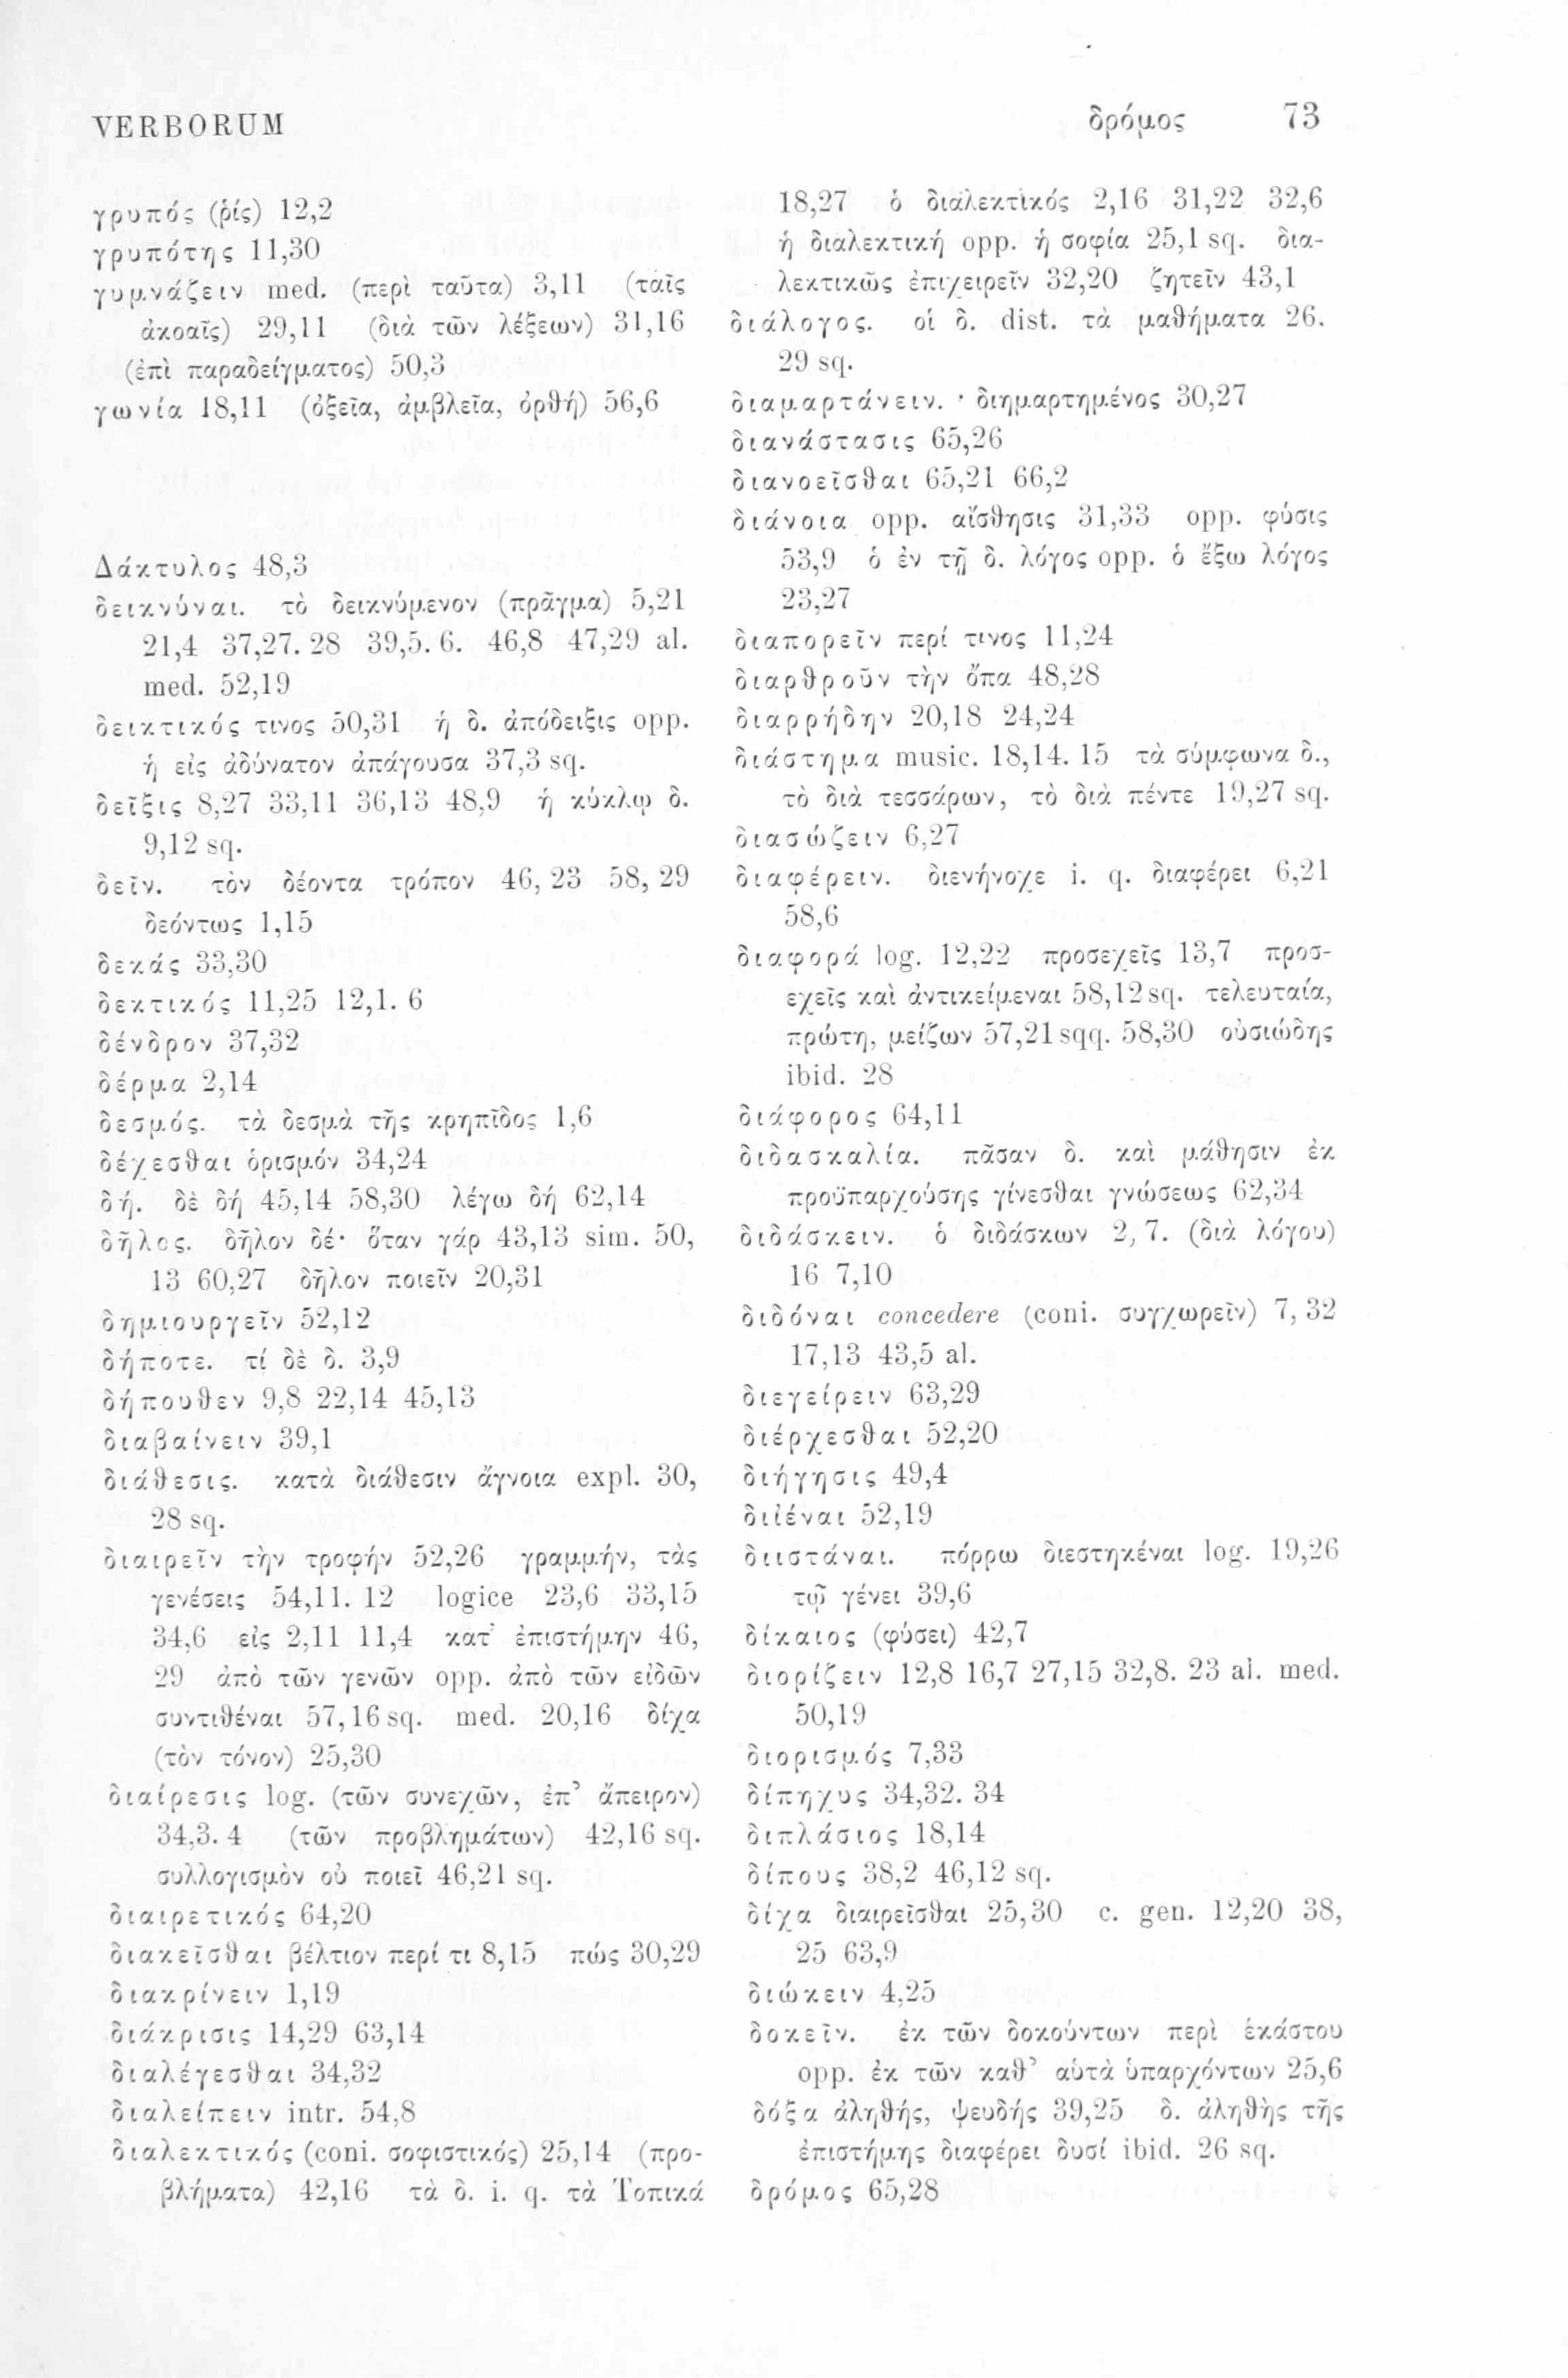 VERBORUM δρόμος 73
γρυπός (ῥίς) 12,2
γρυπότης 11,30
γυμνάζειν med. (περὶ ταῦτα) 3,11 (ταῖς
ἀκοαῖς) 29,11 (διὰ τῶν λέξεων) 31,16
(ἐπὶ παραδείγματος) 50,3
γωνία 18,11 (ὀξεῖα, ἀμβλεῖα, ὀρθή) 56,6
Δάκτυλος 48,3
δεικνύναι. τὸ δεικνύμενον (πρᾶγμα) 5,21
21,4 37,27. 28 39,5. 6. 46,8 47,29 al.
med. 52,19
δεικτικός τινος 50,31 ἡ δ. ἀπόδειξις opp.
ἡ εἰς ἀδύνατον ἀπάγουσα 37,3 sq.
δεῖξις 8,27 33,11 36,13 48,9 ἡ κύκλῳ δ.
9,12 sq.
δεῖν. τὸν δέοντα τρόπον 46, 23 58, 29
δεόντως 1,15
δεκάς 33,30
δεκτικός 11,25 12,1. 6
δένδρον 37,32
δέρμα 2,14
δεσμός. τὰ δεσμὰ τῆς κρηπῖδος 1,6
δέχεσθαι ὁρισμόν 34,24
δή. δὲ δή 45,14 58,30 λέγω δή 62,14
δῆλος. δῆλον δέ· ὅταν γάρ 43,13 sim. 50,
13 60,27 δῆλον ποιεῖν 20,31
δημιουργεῖν 52,12
δήποτε. τί δὲ δ. 3,9
δήπουθεν 9,8 22,14 45,13
διαβαίνειν 39,1
διάθεσις. κατὰ διάθεσιν ἄγνοια expl. 30,
28 sq.
διαιρεῖν τὴν τροφήν 52,26 γραμμήν, τὰς
γενέσεις 54,11. 12 logice 23,6 33,15
34,6 εἰς 2,11 11,4 κατ᾽ ἐπιστήμην 46,
29 ἀπὸ τῶν γενῶν opp. ἀπὸ τῶν εἰδῶν
συντιθέναι 57,16 sq. med. 20,16 δίχα
(τὸν τόνον) 25,30
διαίρεσις log. (τῶν συνεχῶν, ἐπ᾽ ἄπειρον)
34,3. 4 (τῶν προβλημάτων) 42,16 sq.
συλλογισμὸν οὐ ποιεῖ 46,21 sq.
διαιρετικός 64,20
διακεῖσθαι βέλτιον περί τι 8,15 πώς 30,29
διακρίνειν 1,19
διάκρισις 14,29 63,14
διαλέγεσθαι 34,32
διαλείπειν intr. 54,8
διαλεκτικός (coni. σοφιστικός) 25,14 (προ-
βλήματα) 42,16 τὰ δ. i. q. τὰ Τοπικά
18,27 ὁ διαλεκτικός 2,16 31,22 32,6
ἡ διαλεκτική opp. ἡ σοφία 25,1 sq. δια-
λεκτικῶς ἐπιχειρεῖν 32,20 ζητεῖν 43,1
διάλογος. οἱ δ. dist. τὰ μαθήματα 26.
29 sq.
διαμαρτάνειν. διημαρτημένος 30,27
διανάστασις 65,26
διανοεῖσθαι 65,21 66,2
διάνοια opp. αἴσθησις 31,33 opp. φύσις
53,9 ὁ ἐν τῇ δ. λόγος opp. ὁ ἔξω λόγος
23,27
διαπορεῖν περί τινος 11,24
διαρθροῦν τὴν ὄπα 48,28
διαρρήδην 20,18 24,24
διάστημα music. 18,14. 15 τὰ σύμφωνα δ.,
τὸ διὰ τεσσάρων, τὸ διὰ πέντε 19,27 sq.
διασώζειν 6,27
διαφέρειν. διενήνοχε i. q. διαφέρει 6,21
58,6
διαφορά log. 12,22 προσεχεῖς 13,7 προσ-
εχεῖς καὶ ἀντικείμεναι 58,12 sq. τελευταία,
πρώτη, μείζων 57,21 sqq. 58,30 οὐσιώδης
ibid. 28
διάφορος 64,11
διδασκαλία. πᾶσαν δ. καὶ μάθησιν ἐκ
προϋπαρχούσης γίνεσθαι γνώσεως 62,34
διδάσκειν. ὁ διδάσκων 2, 7. (διὰ λόγου)
16 7,10
διδόναι concedere (coni. συγχωρεῖν) 7, 32
17,13 43,5 al.
διεγείρειν 63,29
διέρχεσθαι 52,20
διήγησις 49,4
διιέναι 52,19
διιστάναι. πόρρω διεστηκέναι log. 19,26
τῷ γένει 39,6
δίκαιος (φύσει) 42,7
διορίζειν 12,8 16,7 27,15 32,8. 23 al. med.
50,19
διορισμός 7,33
δίπηχυς 34,32. 34
διπλάσιος 18,14
δίπους 38,2 46,12 sq.
δίχα διαιρεῖσθαι 25,30 c. gen. 12,20 38,
25 63,9
διώκειν 4,25
δοκεῖν. ἐκ τῶν δοκούντων περὶ ἑκάστου
opp. ἐκ τῶν καθ᾽ αὑτὰ ὑπαρχόντων 25,6
δόξα ἀληθής, ψευδής 39,25 δ. ἀληθὴς τῆς
ἐπιστήμης διαφέρει δυσί ibid. 26 sq.
δρόμος 65,28